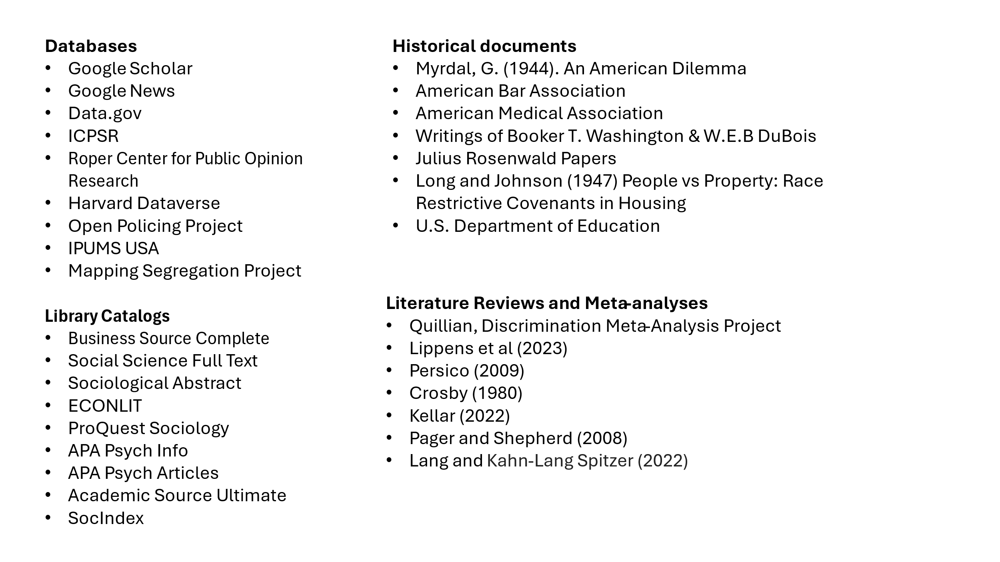 Databases
• Google Scholar
• Google News
• Data.gov
• ICPSR
• Roper Center for Public Opinion
Research
• Harvard Dataverse
• Open Policing Project
• IPUMS USA
• Mapping Segregation Project
Library Catalogs
• Business Source Complete
• Social Science Full Text
• Sociological Abstract
• ECONLIT
• ProQuest Sociology
• APA Psych Info
• APA Psych Articles
• Academic Source Ultimate
• SocIndex
Historical documents
• Myrdal, G. (1944). An American Dilemma
• American Bar Association
• American Medical Association
• Writings of Booker T. Washington & W.E.B DuBois
• Julius Rosenwald Papers
• Long and Johnson (1947) People vs Property: Race
Restrictive Covenants in Housing
• U.S. Department of Education
Literature Reviews and Meta-analyses
• Quillian, Discrimination Meta-Analysis Project
• Lippens et al (2023)
• Persico (2009)
• Crosby (1980)
• Kellar (2022)
• Pager and Shepherd (2008)
• Lang and Kahn-Lang Spitzer (2022)